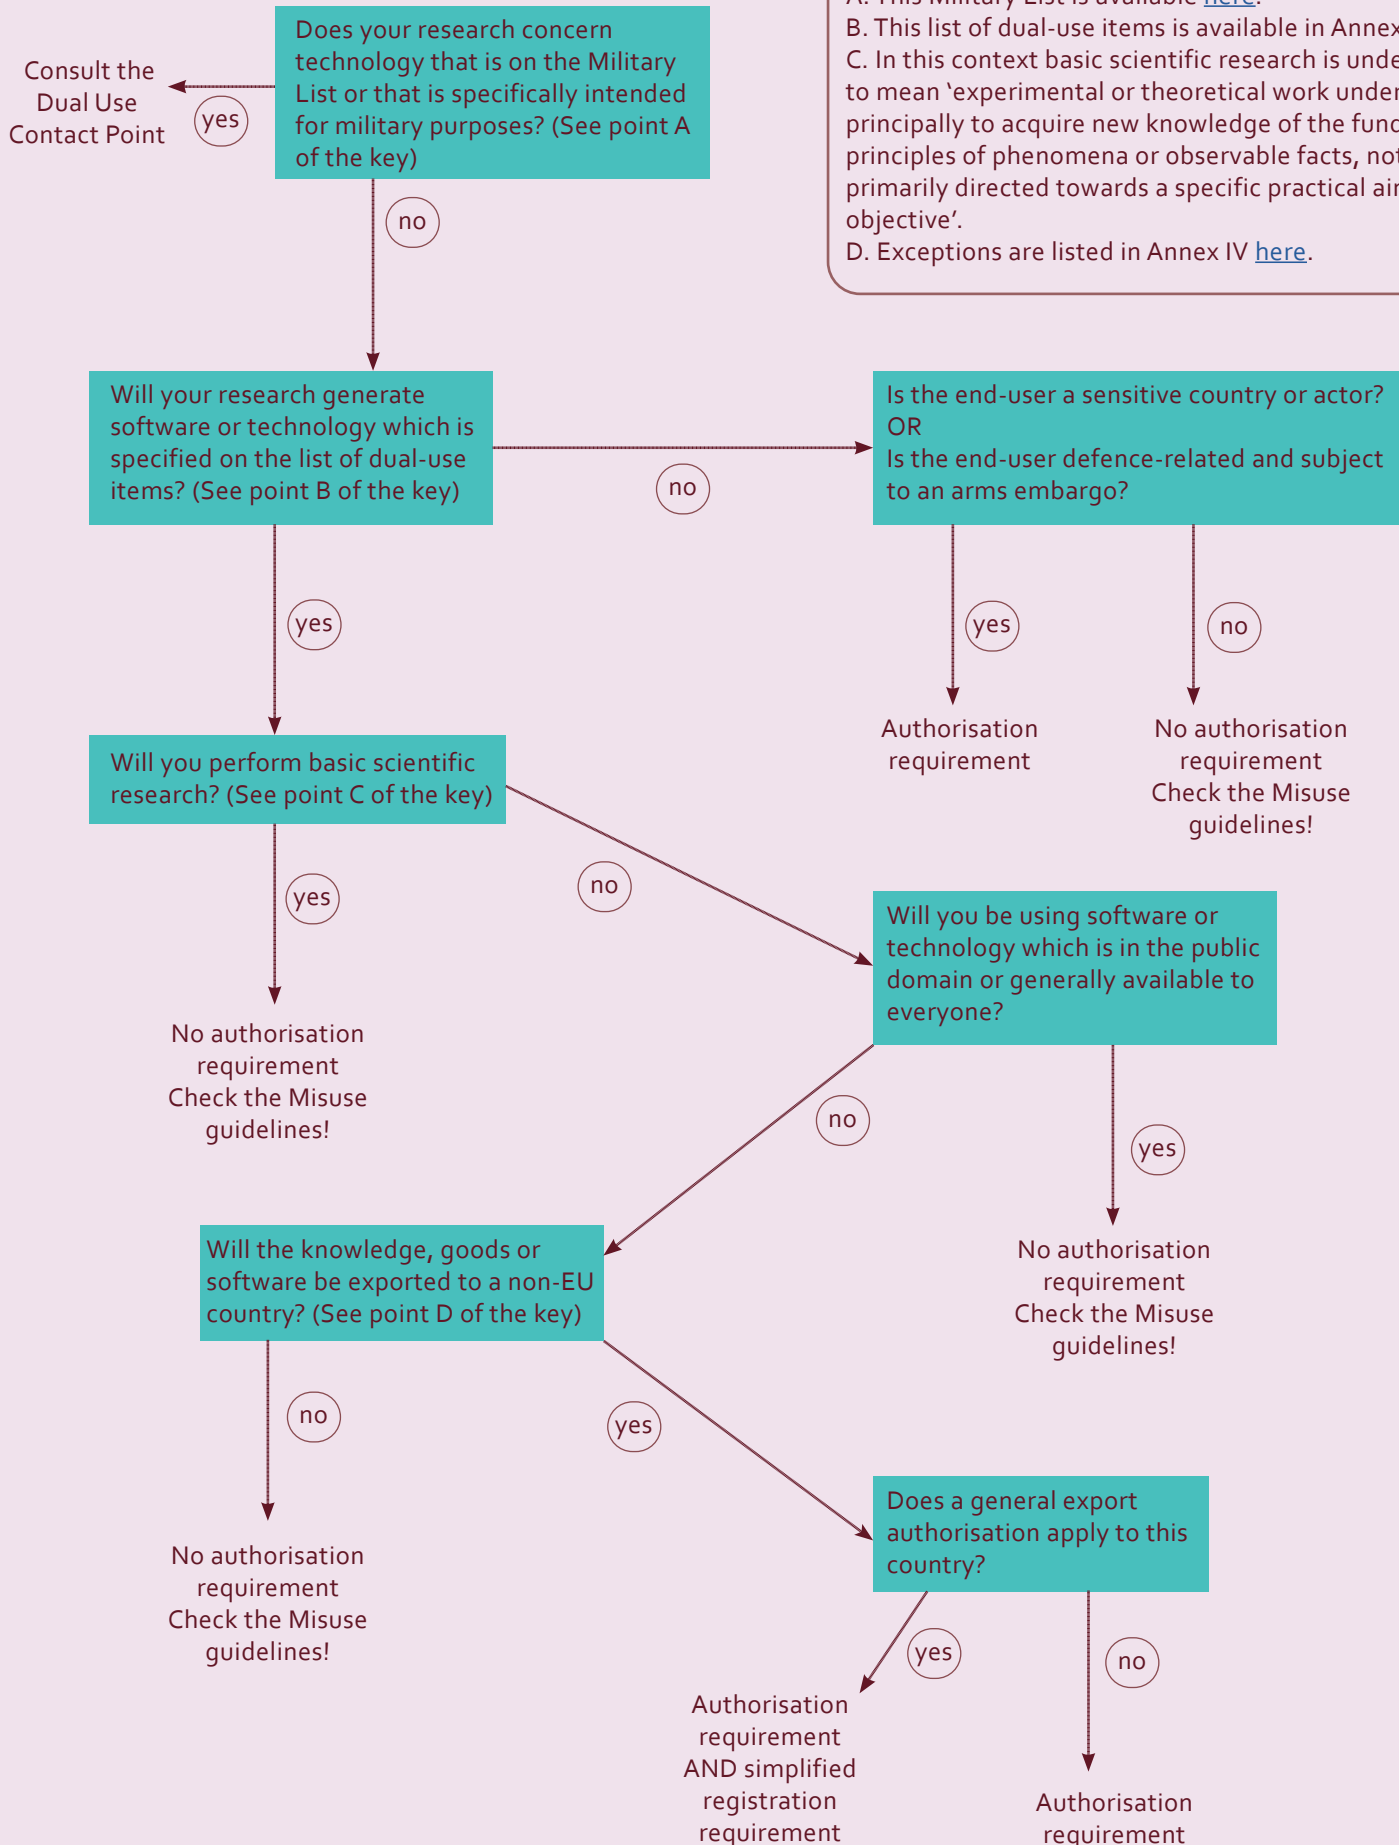 A. This Military List is available here.
B. This list of dual-use items is available in Annex
C. In this context basic scientific research is
to mean ‘experimental or theoretical work
principally to acquire new knowledge of the
principles of phenomena or observable facts, not
primarily directed towards a specific practical
objective’.
D. Exceptions are listed in Annex IV here.
Does your research concern
technology that is on the Military
List or that is specifically intended
for military purposes? (See point A
of the key)
Consult the
Dual Use
Contact Point
yes
no
Will your research generate
software or technology which is
specified on the list of dual-use
items? (See point B of the key)
no
Is the end-user a sensitive country or actor?
OR
Is the end-user defence-related and subject
to an arms embargo?
yes
yes
no
Authorisation
requirement
No authorisation
requirement
Check the Misuse
guidelines!
Will you perform basic scientific
research? (See point C of the key)
yes
no
No authorisation
requirement
Check the Misuse
guidelines!
Will you be using software or
technology which is in the public
domain or generally available to
everyone?
no
yes
No authorisation
requirement
Check the Misuse
guidelines!
Will the knowledge, goods or
software be exported to a non-EU
country? (See point D of the key)
no
yes
No authorisation
requirement
Check the Misuse
guidelines!
Does a general export
authorisation apply to this
country?
yes
no
Authorisation
requirement
AND simplified
registration
requirement
Authorisation
requirement